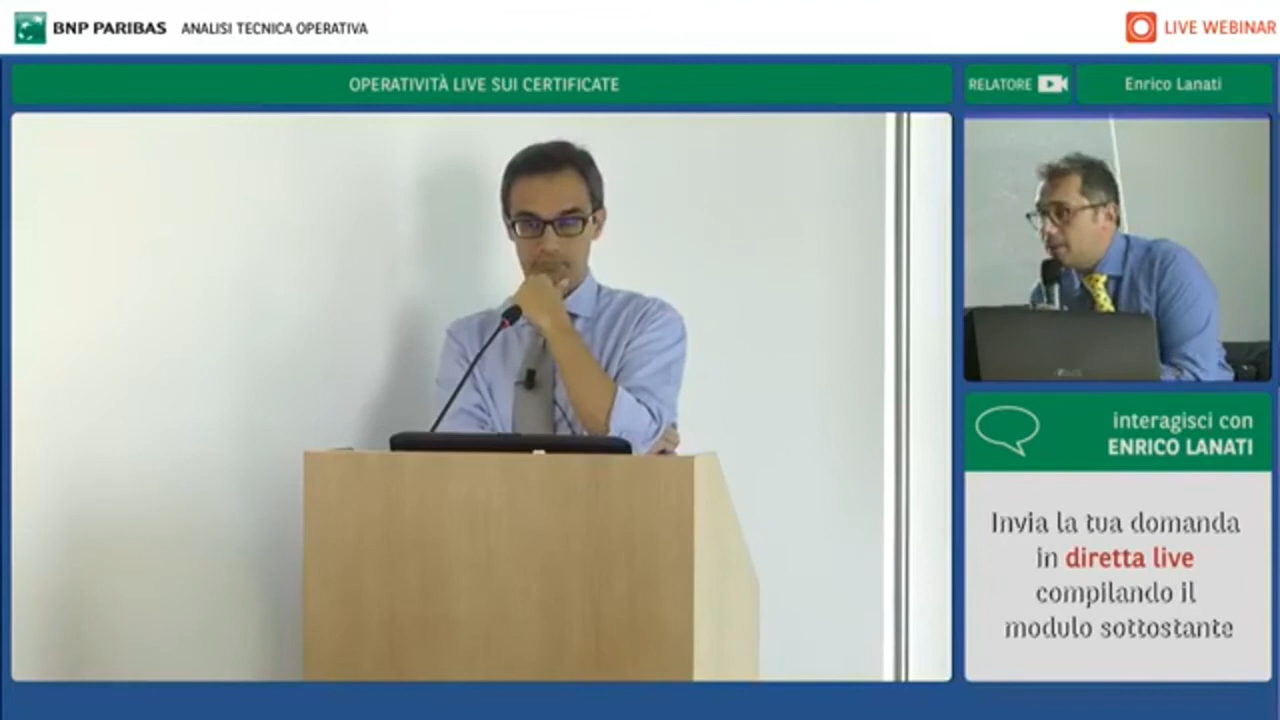 BNP PARIBAS ANALISI TECNICA OPERATIVA
LIVE WEBINAR
OPERATIVITÀ LIVE SUI CERTIFICATE
RELATORE
Enrico Lanati
interagisci con
ENRICO LANATI
Invia la tua domanda
in diretta live
compilando il
modulo sottostante